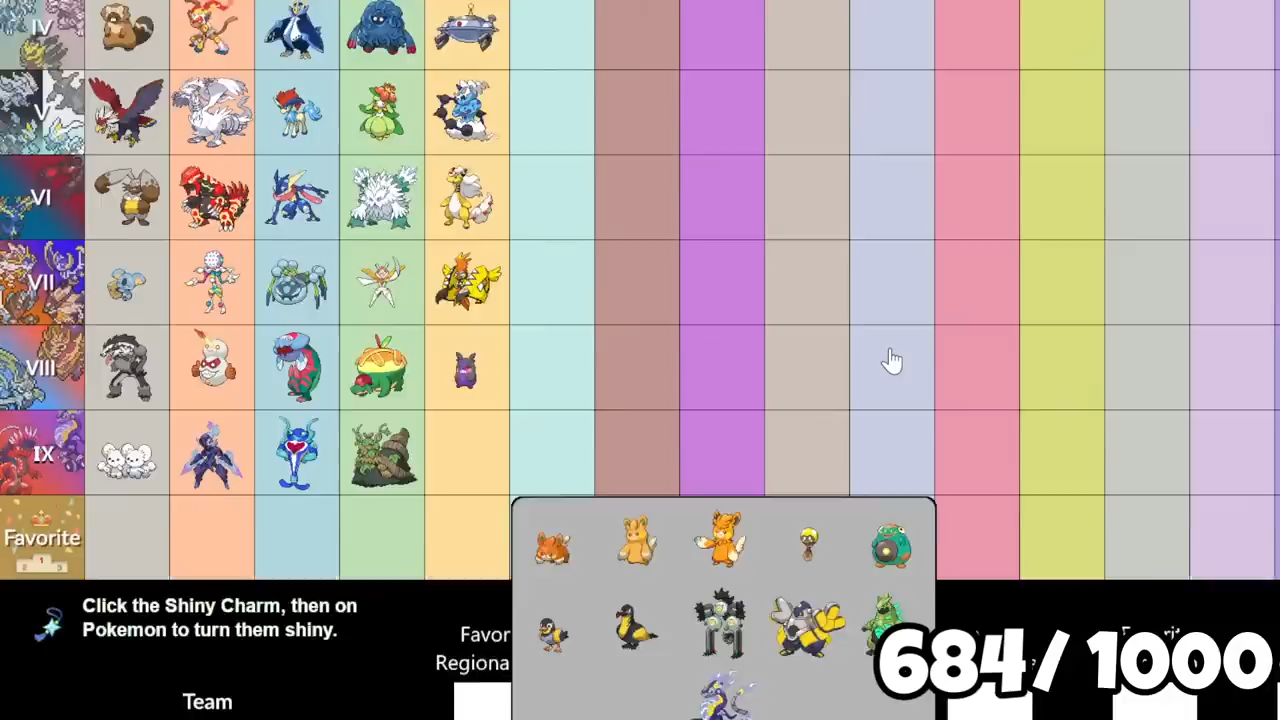 IV
V
VI
VII
VIII
IX
Favorite
Click the Shiny Charm, then on
Pokemon to turn them shiny.
Favor
Regiona
Team
684/1000